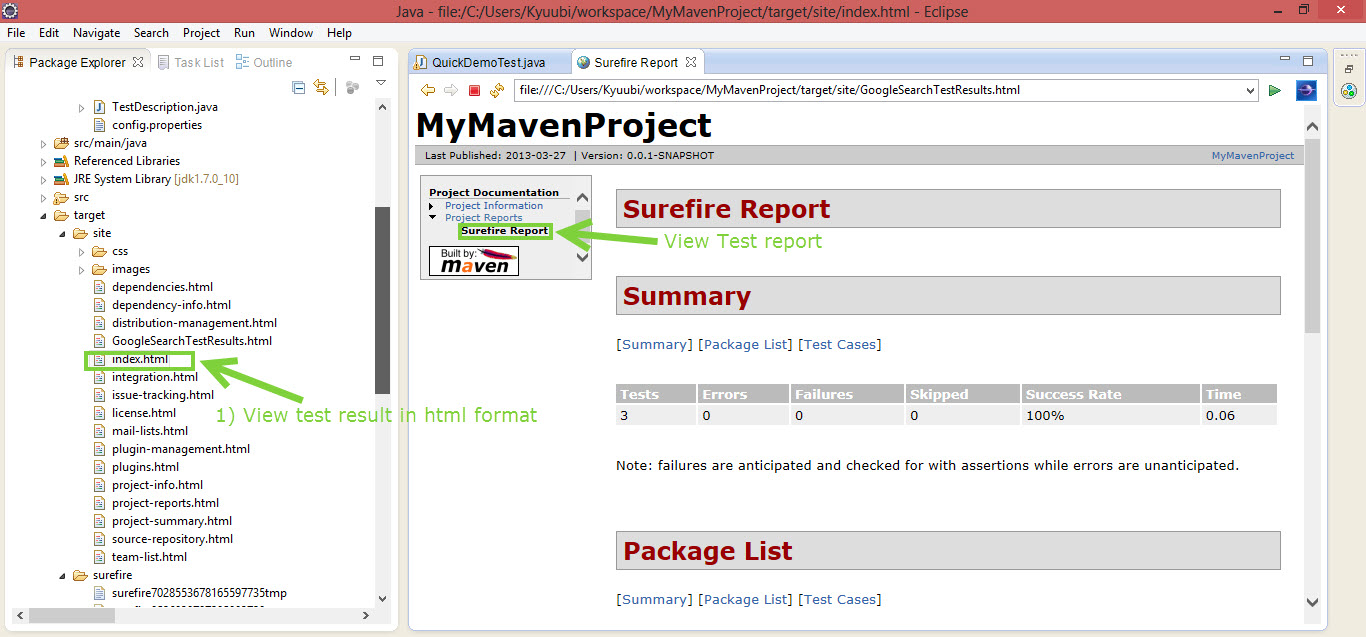 Java - file:/C:/Users/Kyuubi/workspace/MyMavenProject/target/site/index.html - Eclipse
File Edit Navigate Search Project Run Window Help
Package Explorer Task List Outline
TestDescription.java
config.properties
src/main/java
Referenced Libraries
JRE System Library [jdk1.7.0_10]
src
target
site
css
images
dependencies.html
dependency-info.html
distribution-management.html
GoogleSearchTestResults.html
index.html
integration.html
issue-tracking.html
license.html
mail-lists.html
plugin-management.html
plugins.html
project-info.html
project-reports.html
project-summary.html
source-repository.html
team-list.html
surefire
surefire7028553678165597735tmp
1) View test result in html format
QuickDemoTest.java Surefire Report
file:///C:/Users/Kyuubi/workspace/MyMavenProject/target/site/GoogleSearchTestResults.html
MyMavenProject
Last Published: 2013-03-27 | Version: 0.0.1-SNAPSHOT MyMavenProject
Project Documentation
Project Information
Project Reports
Surefire Report
Built by:
maven
View Test report
Surefire Report
Summary
[Summary] [Package List] [Test Cases]
Tests Errors Failures Skipped Success Rate Time
3 0 0 0 100% 0.06
Note: failures are anticipated and checked for with assertions while errors are unanticipated.
Package List
[Summary] [Package List] [Test Cases]